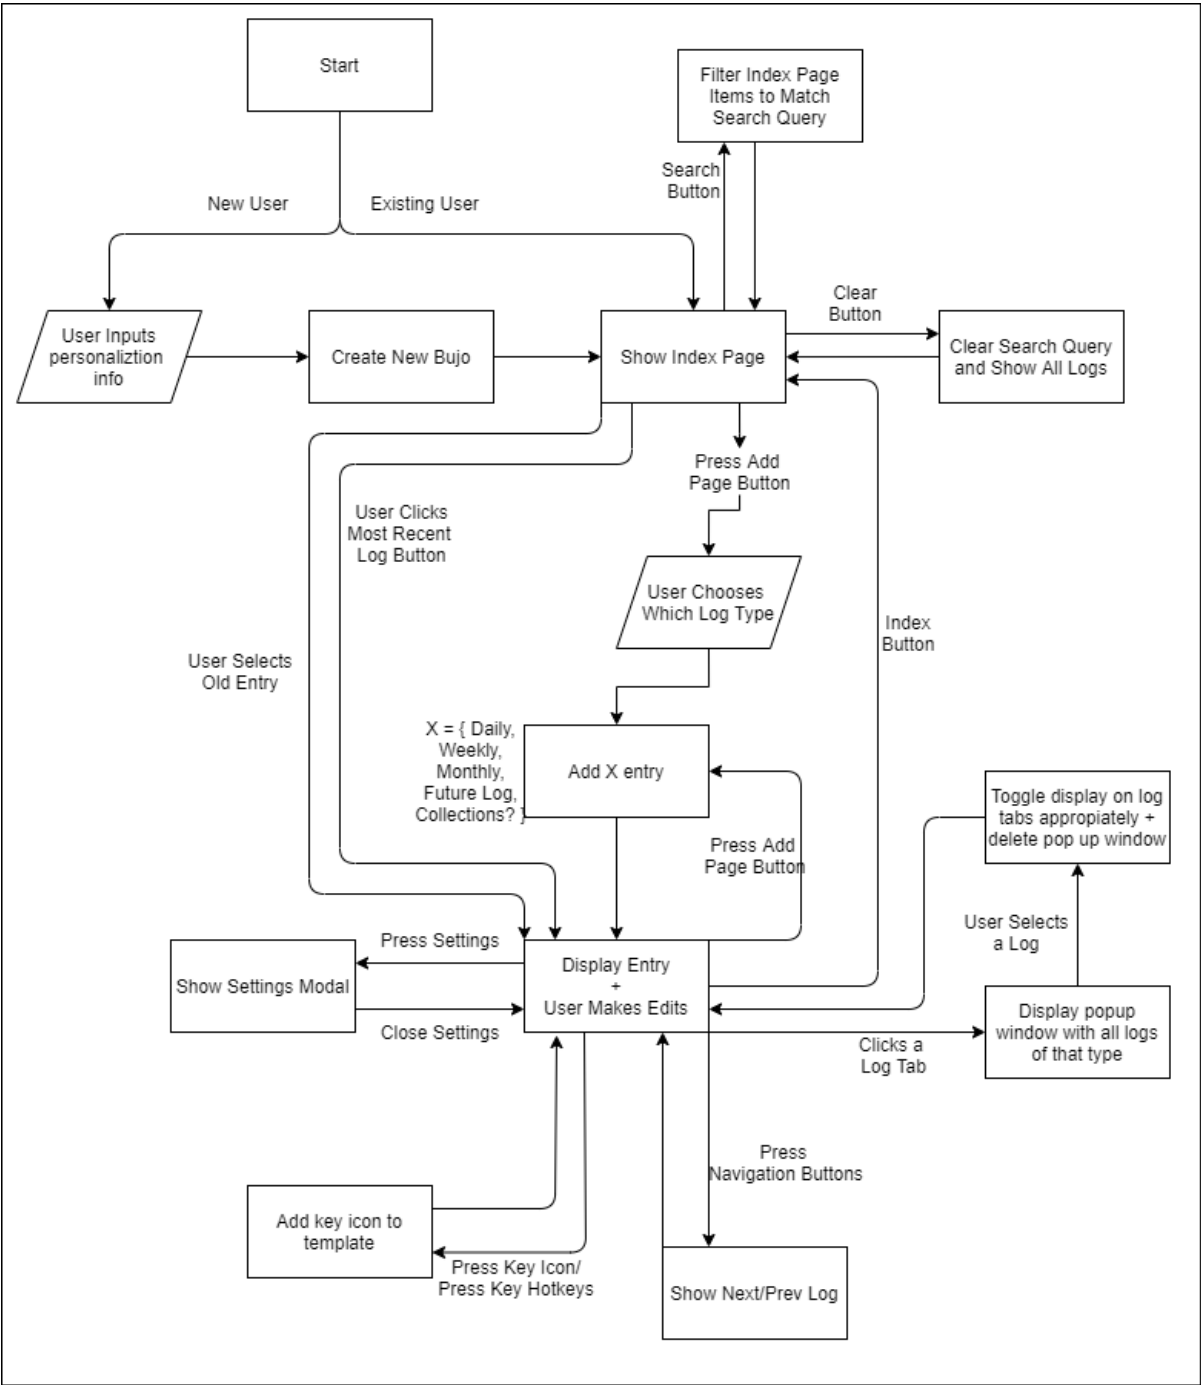 Start
Filter Index Page
Items to Match
Search Query
Search
Button
New User
Existing User
Clear
Button
User Inputs
personaliztion
info
Create New Bujo
Show Index Page
Clear Search Query
and Show All Logs
Press Add
Page Button
User Clicks
Most Recent
Log Button
User Chooses
Which Log Type
Index
Button
User Selects
Old Entry
X = { Daily,
Weekly,
Monthly,
Future Log,
Collections? }
Add X entry
Toggle display on log
tabs appropiately +
delete pop up window
Press Add
Page Button
User Selects
a Log
Press Settings
Show Settings Modal
Close Settings
Display Entry
+
User Makes Edits
Display popup
window with all logs
of that type
Clicks a
Log Tab
Press
Navigation Buttons
Add key icon to
template
Press Key Icon/
Press Key Hotkeys
Show Next/Prev Log